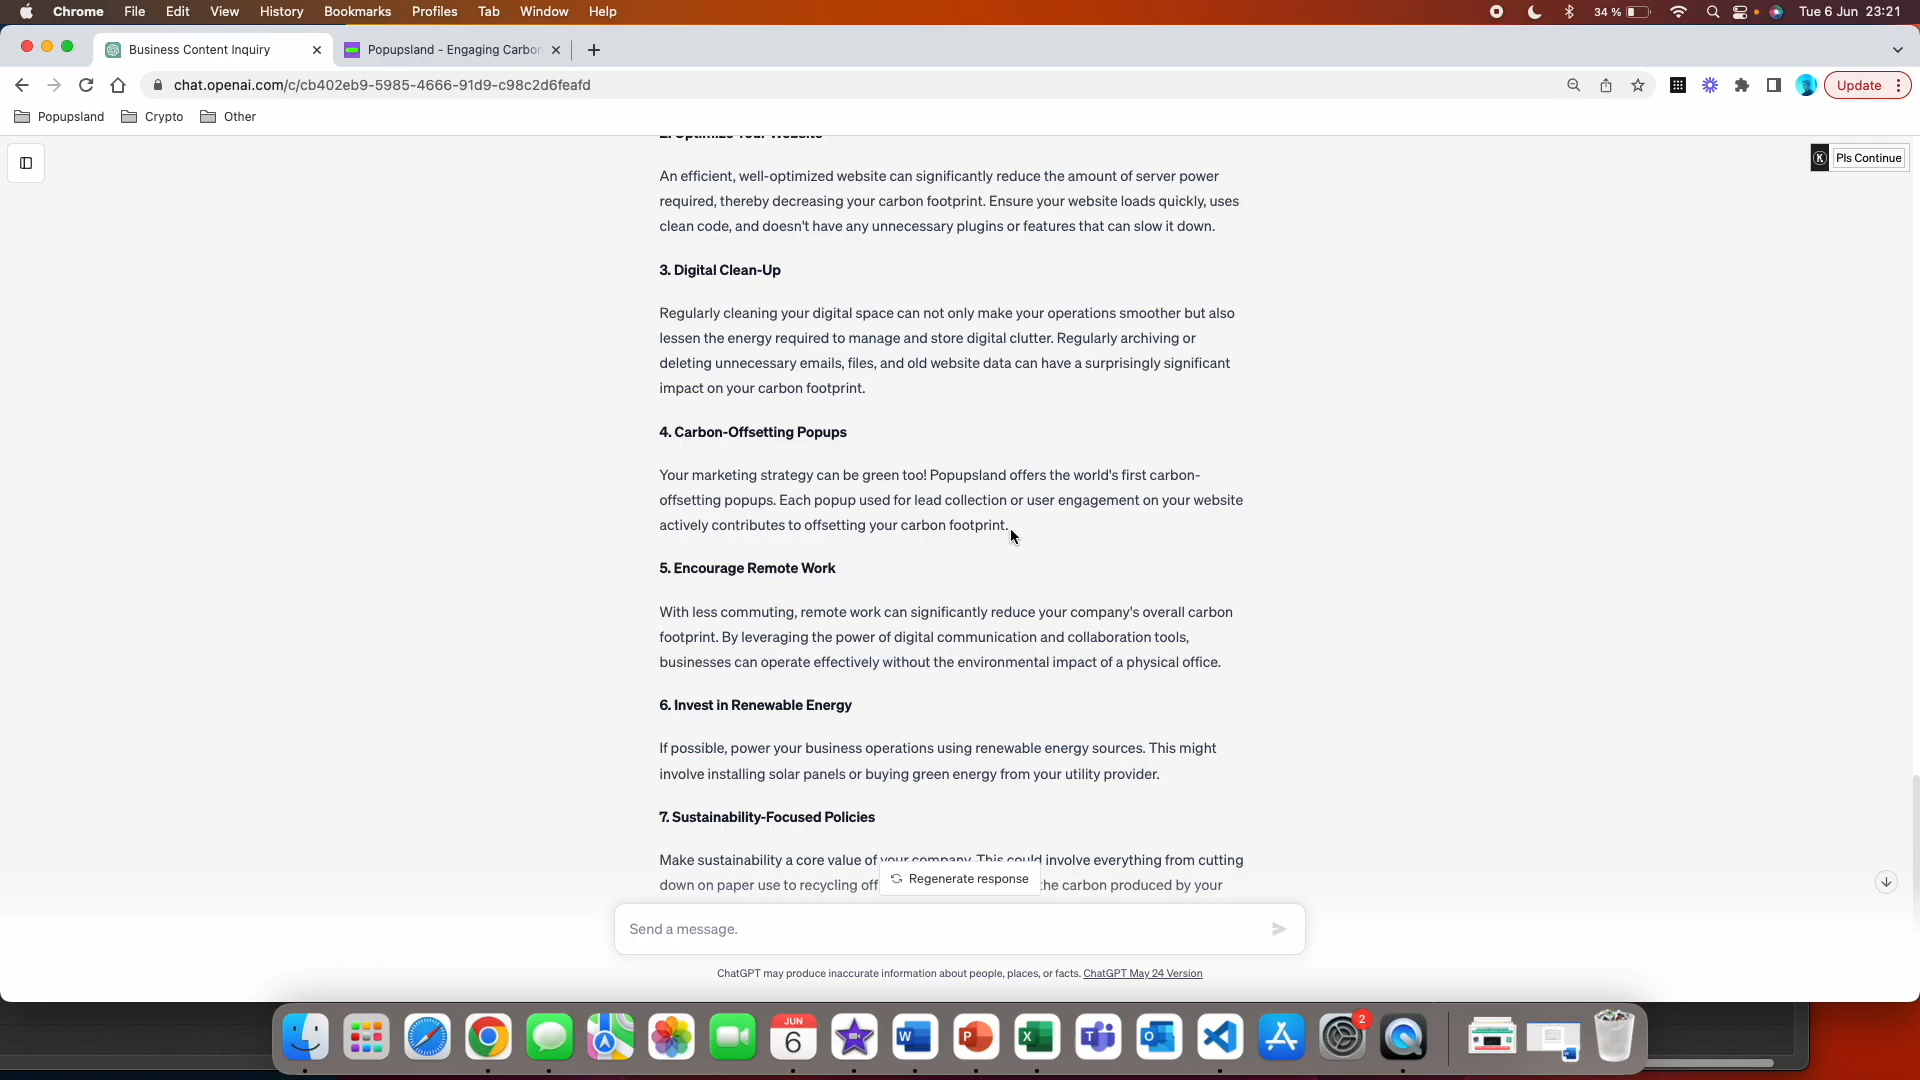 Chrome File Edit View History Bookmarks Profiles Tab Window Help 34 % Tue 6 Jun 23:21
Business Content Inquiry Popupsland - Engaging Carbon
chat.openai.com/c/cb402eb9-5985-4666-91d9-c98c2d6feafd Update
Popupsland Crypto Other
2. Optimize Your Website
K Pls Continue
An efficient, well-optimized website can significantly reduce the amount of server power
required, thereby decreasing your carbon footprint. Ensure your website loads quickly, uses
clean code, and doesn't have any unnecessary plugins or features that can slow it down.
3. Digital Clean-Up
Regularly cleaning your digital space can not only make your operations smoother but also
lessen the energy required to manage and store digital clutter. Regularly archiving or
deleting unnecessary emails, files, and old website data can have a surprisingly significant
impact on your carbon footprint.
4. Carbon-Offsetting Popups
Your marketing strategy can be green too! Popupsland offers the world's first carbon-
offsetting popups. Each popup used for lead collection or user engagement on your website
actively contributes to offsetting your carbon footprint.
5. Encourage Remote Work
With less commuting, remote work can significantly reduce your company's overall carbon
footprint. By leveraging the power of digital communication and collaboration tools,
businesses can operate effectively without the environmental impact of a physical office.
6. Invest in Renewable Energy
If possible, power your business operations using renewable energy sources. This might
involve installing solar panels or buying green energy from your utility provider.
7. Sustainability-Focused Policies
Make sustainability a core value of your company. This could involve everything from cutting
down on paper use to recycling off the carbon produced by your
Regenerate response
Send a message.
ChatGPT may produce inaccurate information about people, places, or facts. ChatGPT May 24 Version
JUN
6
W
P
X
2